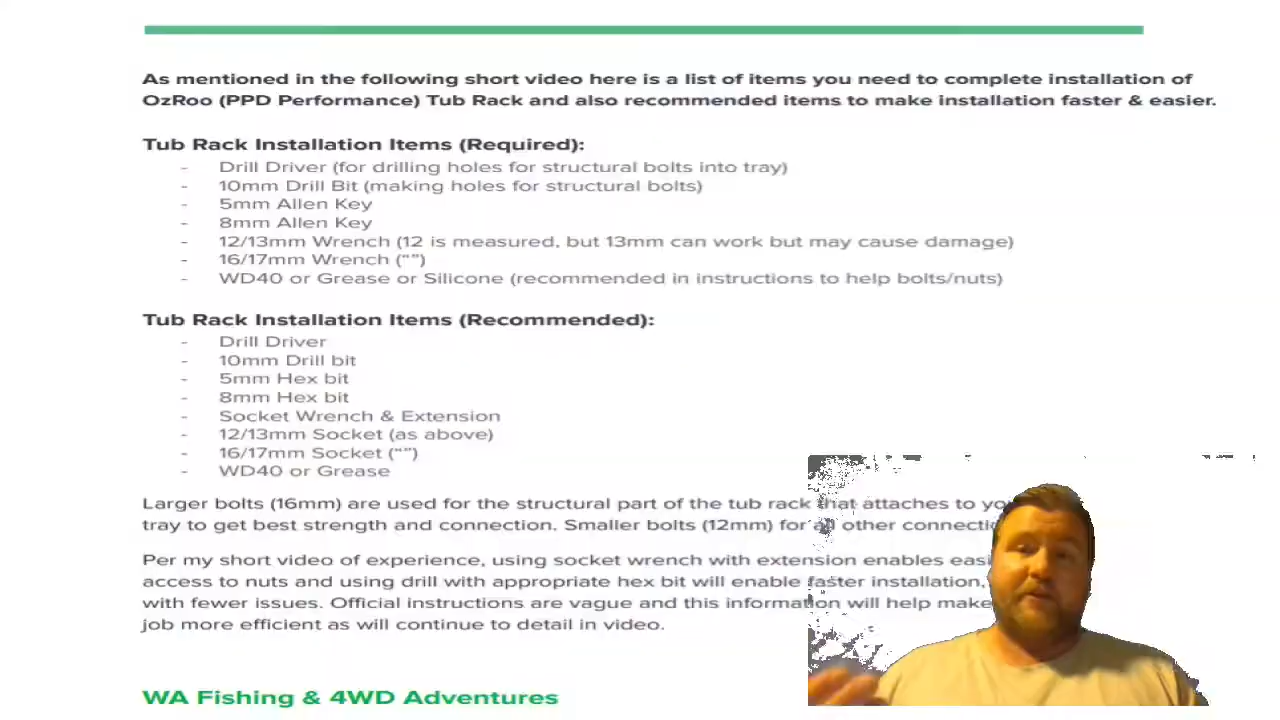 As mentioned in the following short video here is a list of items you need to complete installation of
OzRoo (PPD Performance) Tub Rack and also recommended items to make installation faster & easier.
Tub Rack Installation Items (Required):
- Drill Driver (for drilling holes for structural bolts into tray)
- 10mm Drill Bit (making holes for structural bolts)
- 5mm Allen Key
- 8mm Allen Key
- 12/13mm Wrench (12 is measured, but 13mm can work but may cause damage)
- 16/17mm Wrench (“”)
- WD40 or Grease or Silicone (recommended in instructions to help bolts/nuts)
Tub Rack Installation Items (Recommended):
- Drill Driver
- 10mm Drill bit
- 5mm Hex bit
- 8mm Hex bit
- Socket Wrench & Extension
- 12/13mm Socket (as above)
- 16/17mm Socket (“”)
- WD40 or Grease
Larger bolts (16mm) are used for the structural part of the tub rack that attaches to
tray to get best strength and connection. Smaller bolts (12mm) for all other
Per my short video of experience, using socket wrench with extension enables
access to nuts and using drill with appropriate hex bit will enable faster installation,
with fewer issues. Official instructions are vague and this information will help make
job more efficient as will continue to detail in video.
WA Fishing & 4WD Adventures